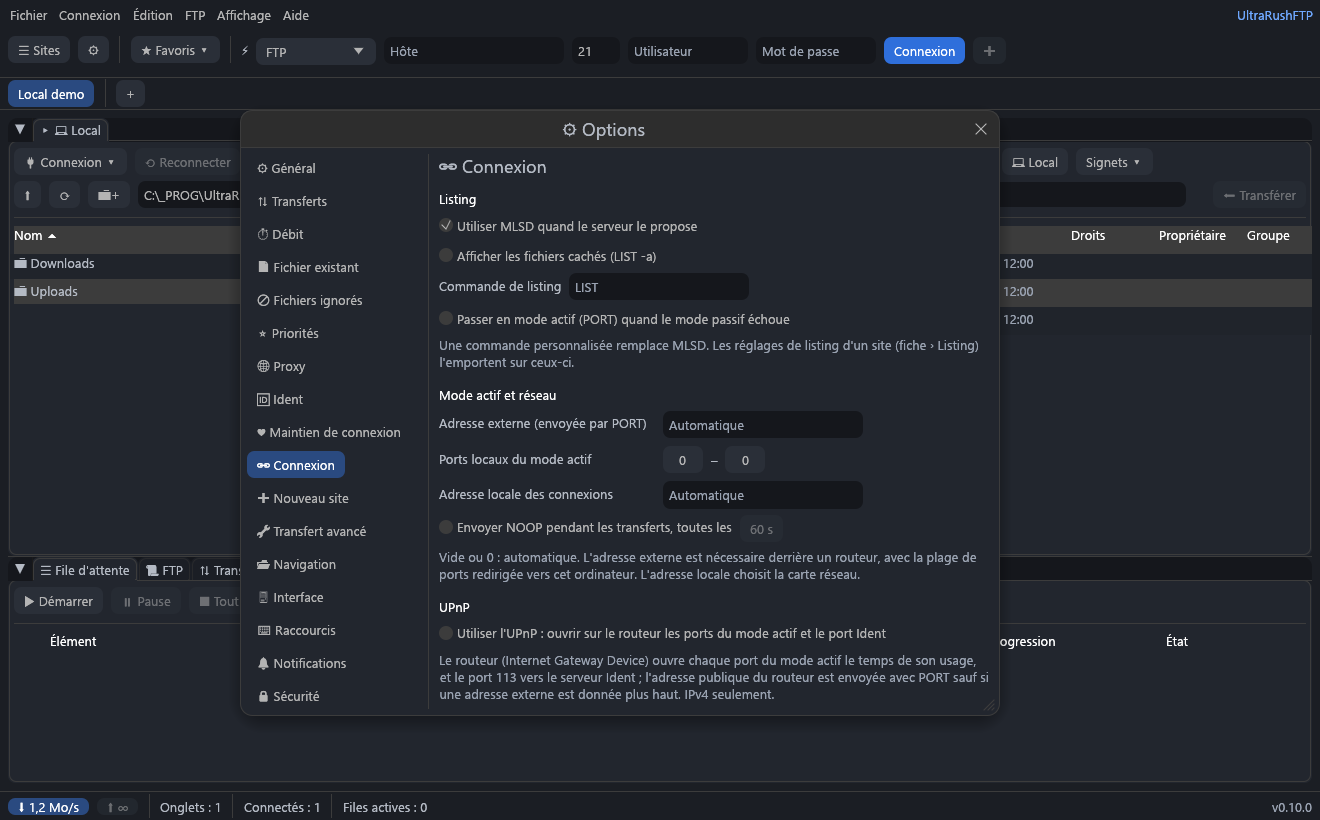 Fichier Connexion Édition FTP Affichage Aide UltraRushFTP
Sites Favoris FTP Hôte 21 Utilisateur Mot de passe Connexion +
Local demo +
Local
Options
Connexion Reconnecter
Local Signets
C:\_PROG\UltraR
Transférer
Nom Droits Propriétaire Groupe
Downloads 12:00
Uploads 12:00
12:00
Général
Transferts
Débit
Fichier existant
Fichiers ignorés
Priorités
Proxy
Ident
Maintien de connexion
Connexion
Nouveau site
Transfert avancé
Navigation
Interface
Raccourcis
Notifications
Sécurité
Connexion
Listing
Utiliser MLSD quand le serveur le propose
Afficher les fichiers cachés (LIST -a)
Commande de listing LIST
Passer en mode actif (PORT) quand le mode passif échoue
Une commande personnalisée remplace MLSD. Les réglages de listing d'un site (fiche › Listing)
l'emportent sur ceux-ci.
Mode actif et réseau
Adresse externe (envoyée par PORT) Automatique
Ports locaux du mode actif 0 – 0
Adresse locale des connexions Automatique
Envoyer NOOP pendant les transferts, toutes les 60 s
Vide ou 0 : automatique. L'adresse externe est nécessaire derrière un routeur, avec la plage de
ports redirigée vers cet ordinateur. L'adresse locale choisit la carte réseau.
UPnP
Utiliser l'UPnP : ouvrir sur le routeur les ports du mode actif et le port Ident
Le routeur (Internet Gateway Device) ouvre chaque port du mode actif le temps de son usage,
et le port 113 vers le serveur Ident ; l'adresse publique du routeur est envoyée avec PORT sauf si
une adresse externe est donnée plus haut. IPv4 seulement.
File d'attente FTP Trans
Démarrer Pause Tout
Élément ogression État
1,2 Mo/s ∞ Onglets : 1 Connectés : 1 Files actives : 0 v0.10.0